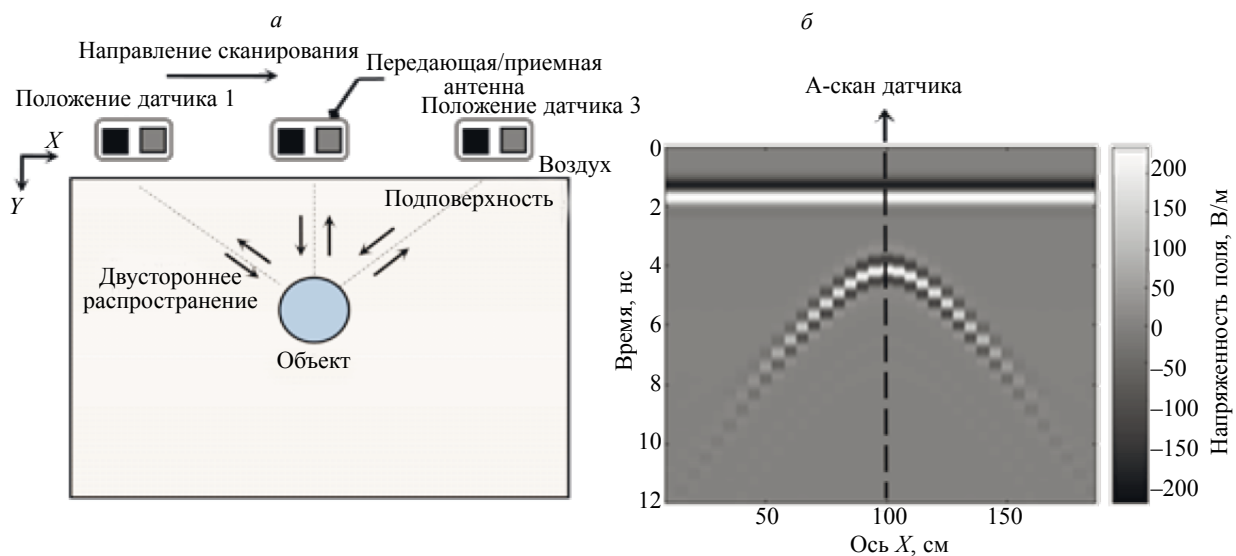 а
Направление сканирования
Передающая/приемная
антенна
Положение датчика 1
Положение датчика 3
X
Y
Воздух
Подповерхность
Двустороннее
распространение
Объект
б
А-скан датчика
0
2
4
6
8
10
12
Время, нс
50
100
150
Ось X, см
200
150
100
50
0
–50
–100
–150
–200
Напряженность поля, В/м